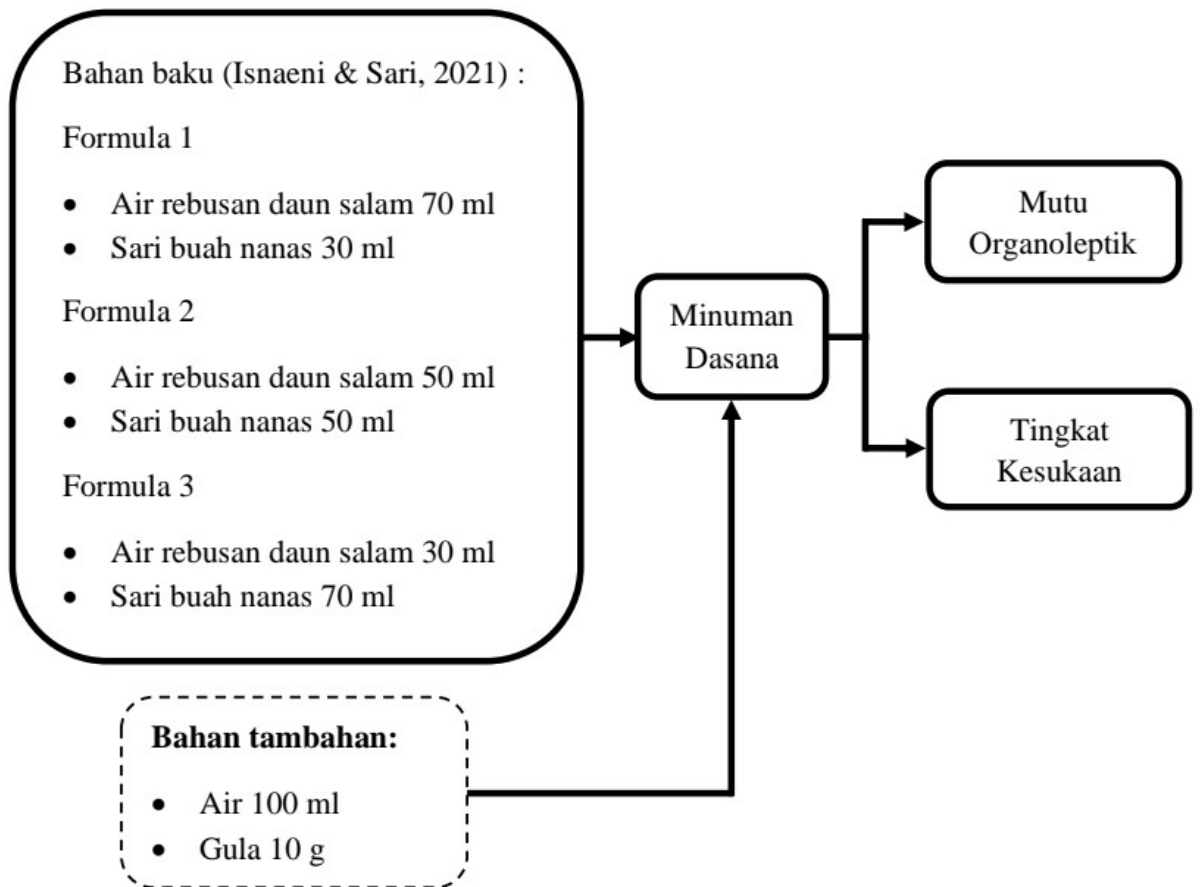 Bahan baku (Isnaeni & Sari, 2021) :
Formula 1
• Air rebusan daun salam 70 ml
• Sari buah nanas 30 ml
Formula 2
• Air rebusan daun salam 50 ml
• Sari buah nanas 50 ml
Formula 3
• Air rebusan daun salam 30 ml
• Sari buah nanas 70 ml
Bahan tambahan:
• Air 100 ml
• Gula 10 g
Minuman
Dasana
Mutu
Organoleptik
Tingkat
Kesukaan